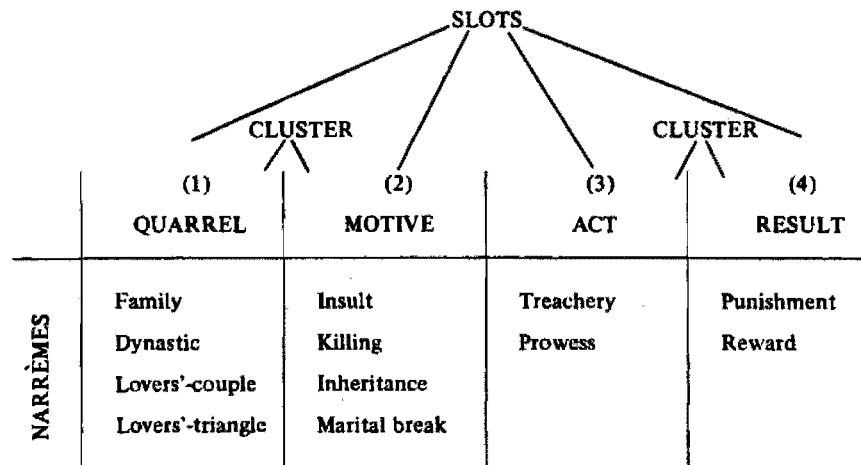 SLOTS
CLUSTER CLUSTER
(1) (2) (3) (4)
QUARREL MOTIVE ACT RESULT
NARRÈMES
Family Insult Treachery Punishment
Dynastic Killing Prowess Reward
Lovers'-couple Inheritance
Lovers'-triangle Marital break